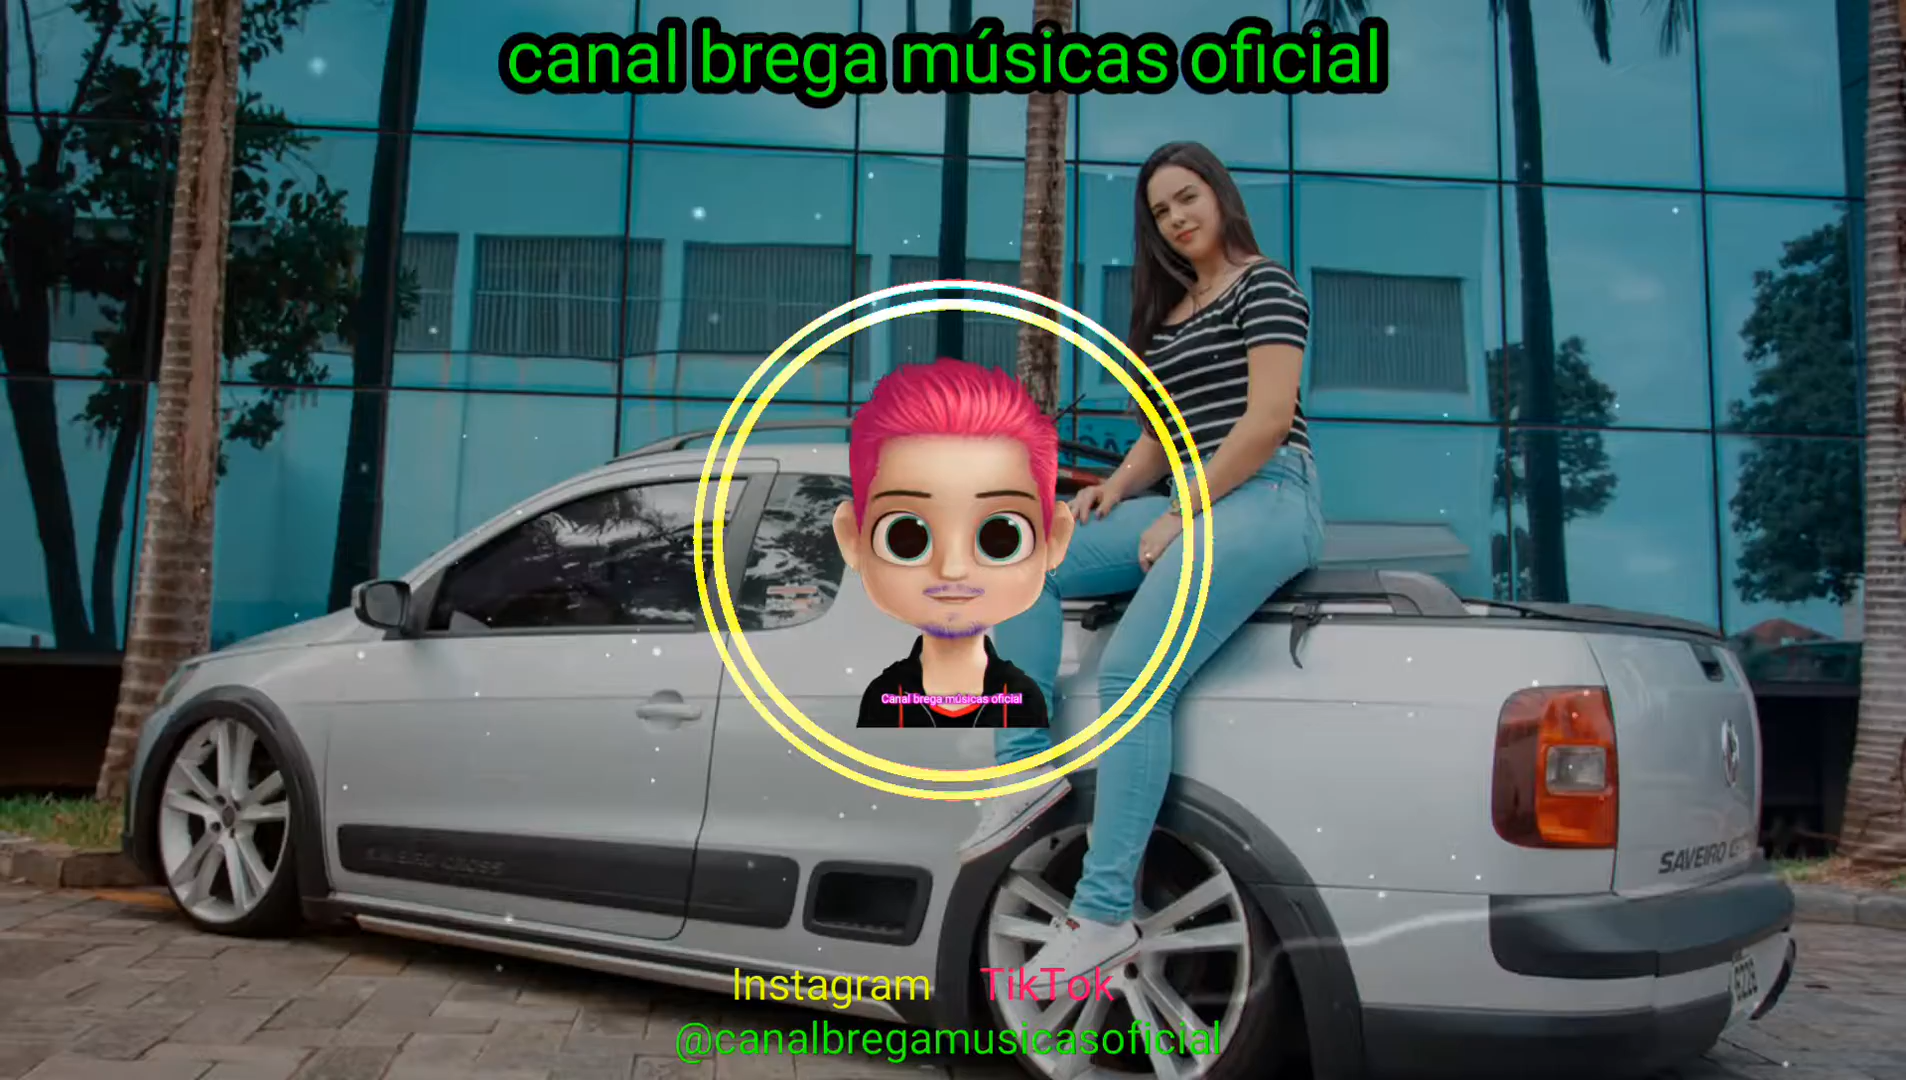 canal brega músicas oficial
Canal brega músicas oficial
SAVEIRO
Instagram TikTok
@canalbregamusicasoficial